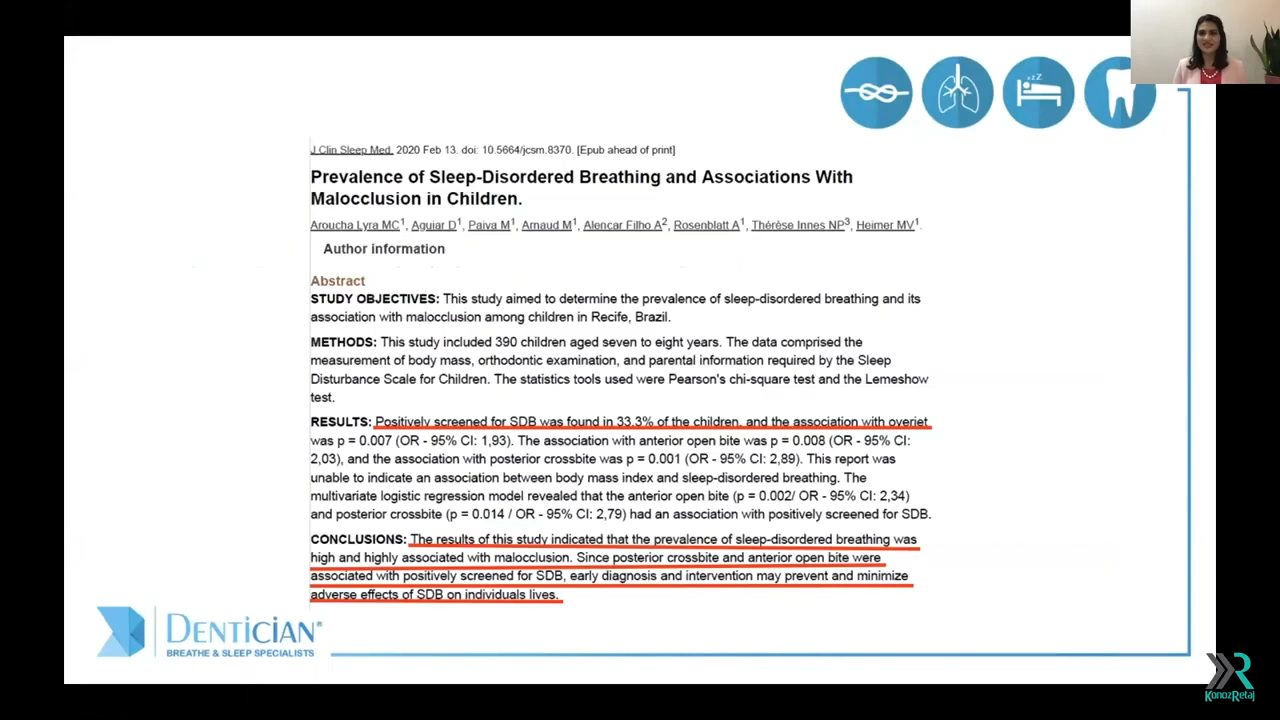 zZZ
J Clin Sleep Med. 2020 Feb 13. doi: 10.5664/jcsm.8370. [Epub ahead of print]
Prevalence of Sleep-Disordered Breathing and Associations With
Malocclusion in Children.
Aroucha Lyra MC1, Aguiar D1, Paiva M1, Arnaud M1, Alencar Filho A2, Rosenblatt A1, Thérèse Innes NP3, Heimer MV1.
Author information
Abstract
STUDY OBJECTIVES: This study aimed to determine the prevalence of sleep-disordered breathing and its
association with malocclusion among children in Recife, Brazil.
METHODS: This study included 390 children aged seven to eight years. The data comprised the
measurement of body mass, orthodontic examination, and parental information required by the Sleep
Disturbance Scale for Children. The statistics tools used were Pearson's chi-square test and the Lemeshow
test.
RESULTS: Positively screened for SDB was found in 33.3% of the children, and the association with overjet
was p = 0.007 (OR - 95% CI: 1,93). The association with anterior open bite was p = 0.008 (OR - 95% CI:
2,03), and the association with posterior crossbite was p = 0.001 (OR - 95% CI: 2,89). This report was
unable to indicate an association between body mass index and sleep-disordered breathing. The
multivariate logistic regression model revealed that the anterior open bite (p = 0.002/ OR - 95% CI: 2,34)
and posterior crossbite (p = 0.014 / OR - 95% CI: 2,79) had an association with positively screened for SDB.
CONCLUSIONS: The results of this study indicated that the prevalence of sleep-disordered breathing was
high and highly associated with malocclusion. Since posterior crossbite and anterior open bite were
associated with positively screened for SDB, early diagnosis and intervention may prevent and minimize
adverse effects of SDB on individuals lives.
DENTICIAN®
BREATHE & SLEEP SPECIALISTS
KonozRetaj